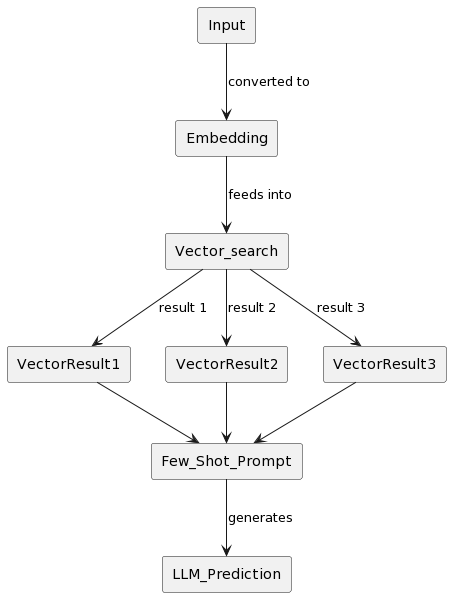 Input
converted to
Embedding
feeds into
Vector_search
result 1
result 2
result 3
VectorResult1
VectorResult2
VectorResult3
Few_Shot_Prompt
generates
LLM_Prediction